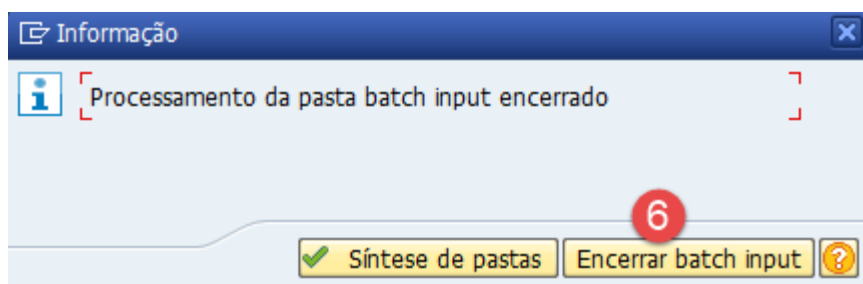 Informação
Processamento da pasta batch input encerrado
6
Síntese de pastas Encerrar batch input